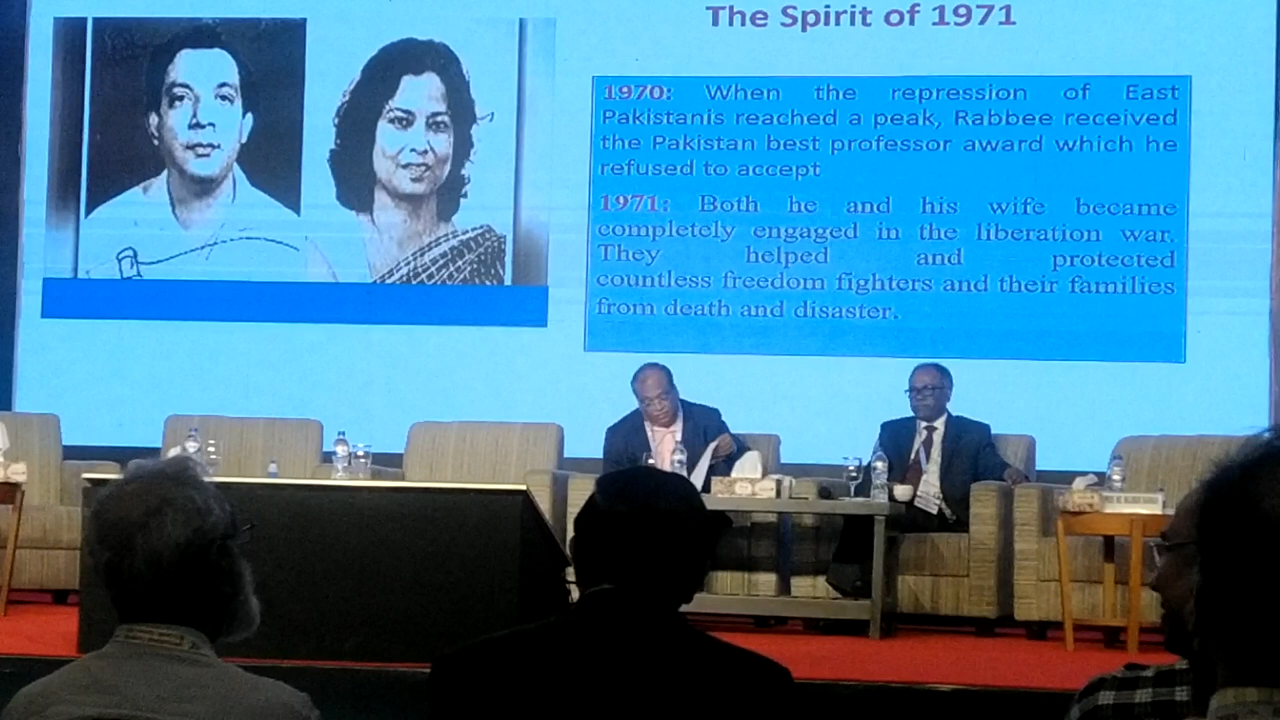 The Spirit of 1971
1970: When the repression of East
Pakistanis reached a peak, Rabbee received
the Pakistan best professor award which he
refused to accept
1971: Both he and his wife became
completely engaged in the liberation war.
They helped and protected
countless freedom fighters and their families
from death and disaster.